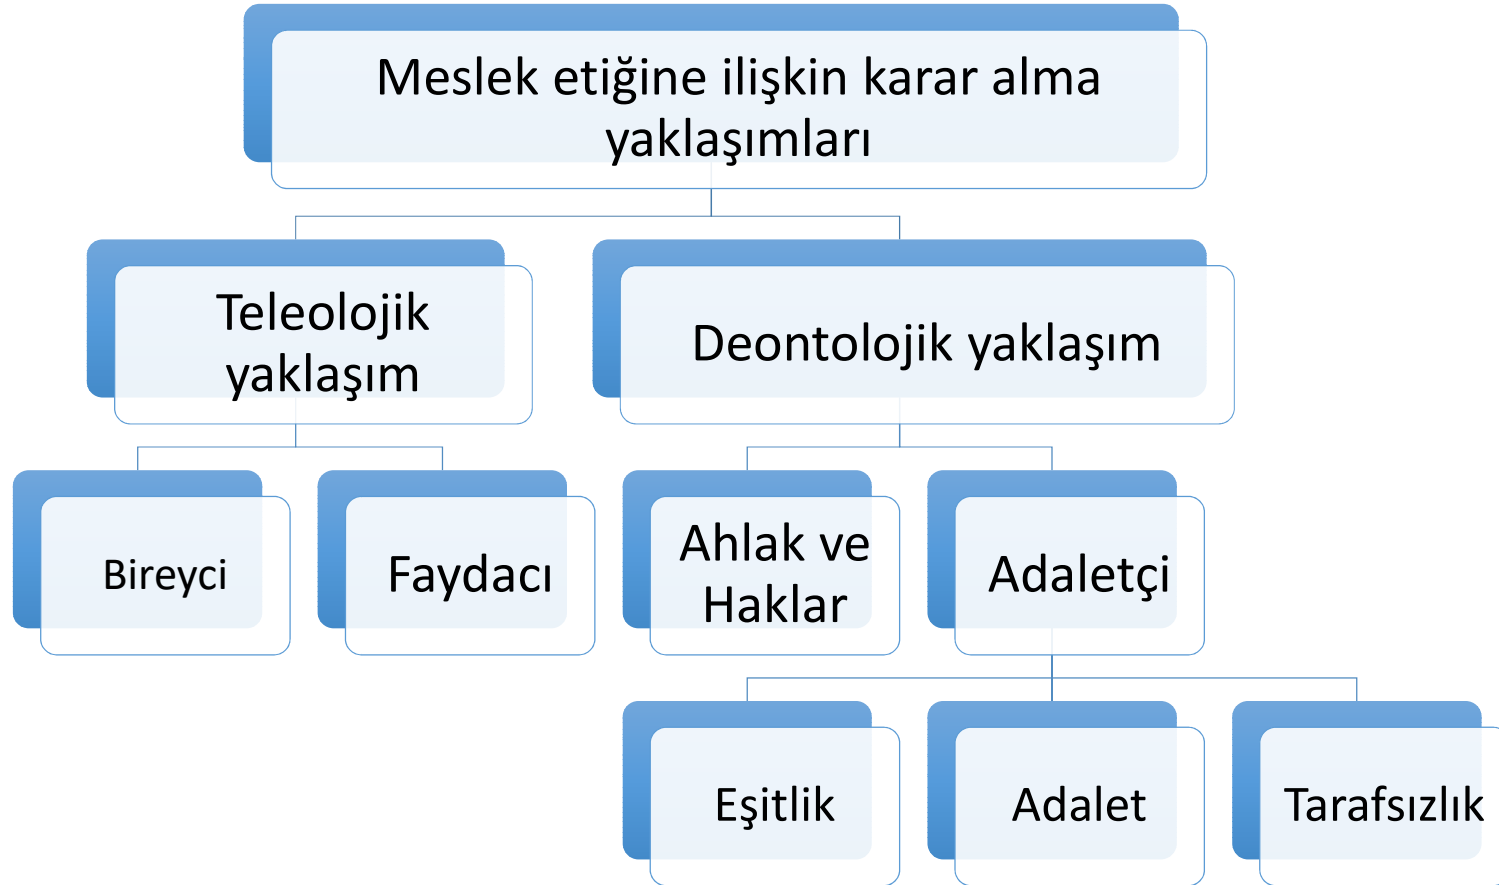 Meslek etiğine ilişkin karar alma
yaklaşımları
Teleolojik
yaklaşım
Deontolojik yaklaşım
Bireyci
Faydacı
Ahlak ve
Haklar
Adaletçi
Eşitlik
Adalet
Tarafsızlık